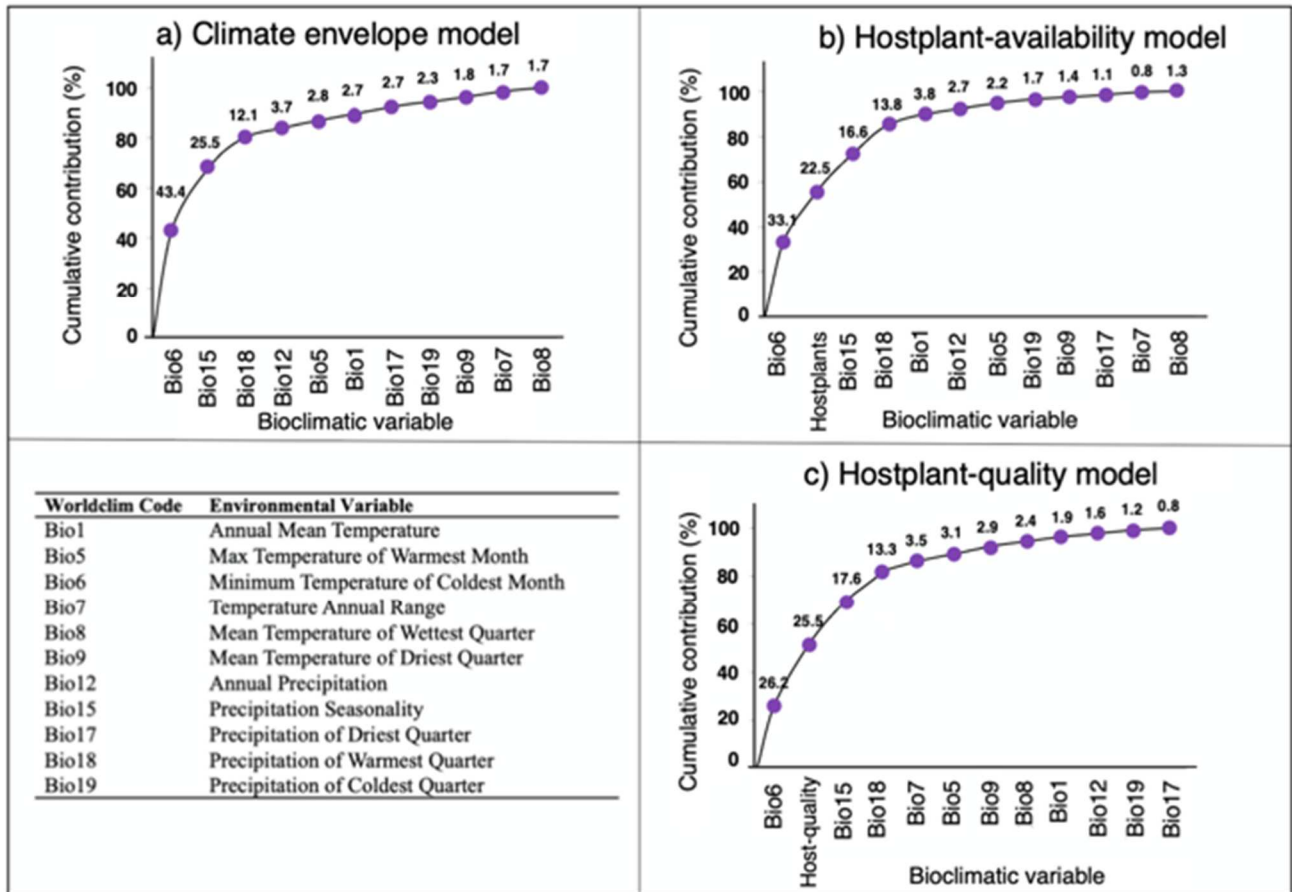 a) Climate envelope model
Cumulative contribution (%)
100
80
60
40
20
0
43.4
25.5
12.1
3.7
2.8
2.7
2.7
2.3
1.8
1.7
1.7
Bio6
Bio15
Bio18
Bio12
Bio5
Bio1
Bio17
Bio19
Bio9
Bio7
Bio8
Bioclimatic variable
b) Hostplant-availability model
Cumulative contribution (%)
100
80
60
40
20
0
33.1
22.5
16.6
13.8
3.8
2.7
2.2
1.7
1.4
1.1
0.8
1.3
Bio6
Hostplants
Bio15
Bio18
Bio1
Bio12
Bio5
Bio19
Bio9
Bio17
Bio7
Bio8
Bioclimatic variable
Worldclim Code Environmental Variable
Bio1 Annual Mean Temperature
Bio5 Max Temperature of Warmest Month
Bio6 Minimum Temperature of Coldest Month
Bio7 Temperature Annual Range
Bio8 Mean Temperature of Wettest Quarter
Bio9 Mean Temperature of Driest Quarter
Bio12 Annual Precipitation
Bio15 Precipitation Seasonality
Bio17 Precipitation of Driest Quarter
Bio18 Precipitation of Warmest Quarter
Bio19 Precipitation of Coldest Quarter
c) Hostplant-quality model
Cumulative contribution (%)
100
80
60
40
20
0
26.2
25.5
17.6
13.3
3.5
3.1
2.9
2.4
1.9
1.6
1.2
0.8
Bio6
Host-quality
Bio15
Bio18
Bio7
Bio5
Bio9
Bio8
Bio1
Bio12
Bio19
Bio17
Bioclimatic variable